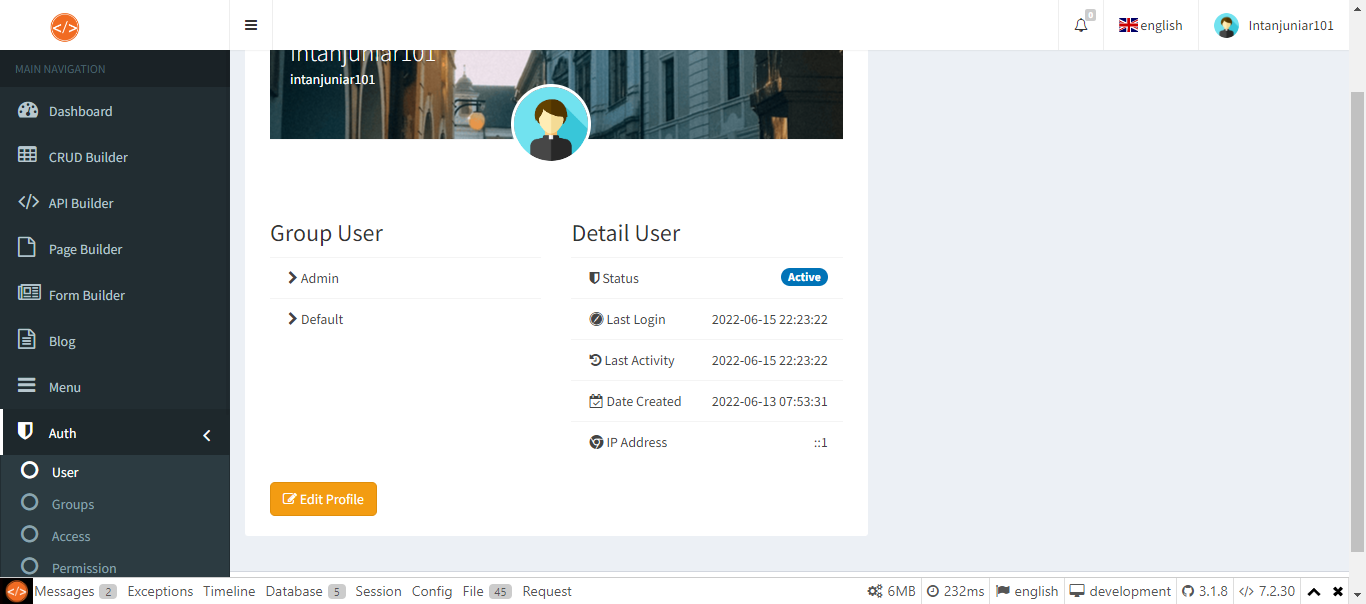 english
Intanjuniar101
0
MAIN NAVIGATION
Dashboard
CRUD Builder
API Builder
Page Builder
Form Builder
Blog
Menu
Auth
User
Groups
Access
Permission
Intanjuniar101
intanjuniar101
Group User
Admin
Default
Detail User
Status Active
Last Login 2022-06-15 22:23:22
Last Activity 2022-06-15 22:23:22
Date Created 2022-06-13 07:53:31
IP Address ::1
Edit Profile
Messages 2 Exceptions Timeline Database 5 Session Config File 45 Request 6MB 232ms english development 3.1.8 7.2.30